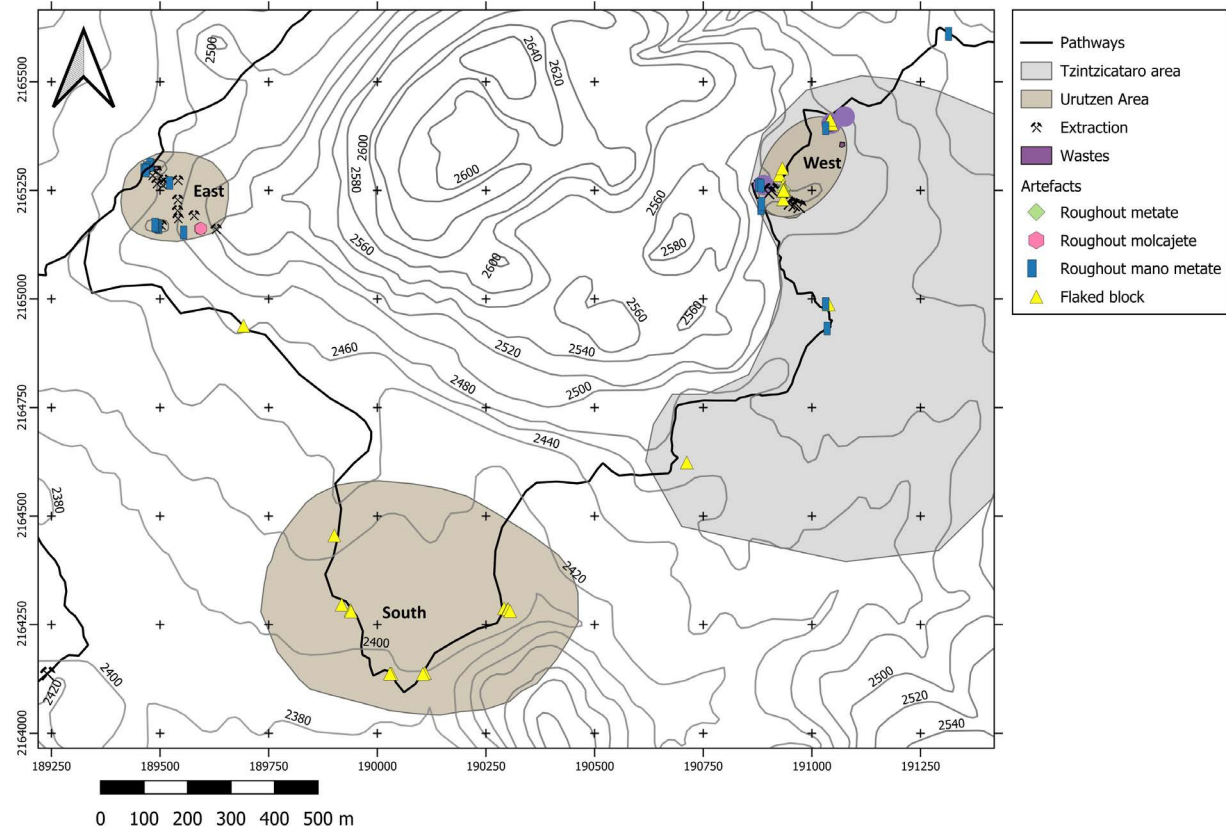 2640
2620
2500
2600
2600
2580
2560
2560
2580
2600
2560
2560
2540
2520
2500
2460
2480
2440
2420
2400
2380
2400
2420
2380
2500
2520
2540
East
West
South
2165500
2165250
2165000
2164750
2164500
2164250
2164000
189250 189500 189750 190000 190250 190500 190750 191000 191250
0 100 200 300 400 500 m
Pathways
Tzintzicataro area
Urutzen Area
Extraction
Wastes
Artefacts
Roughout metate
Roughout molcajete
Roughout mano metate
Flaked block